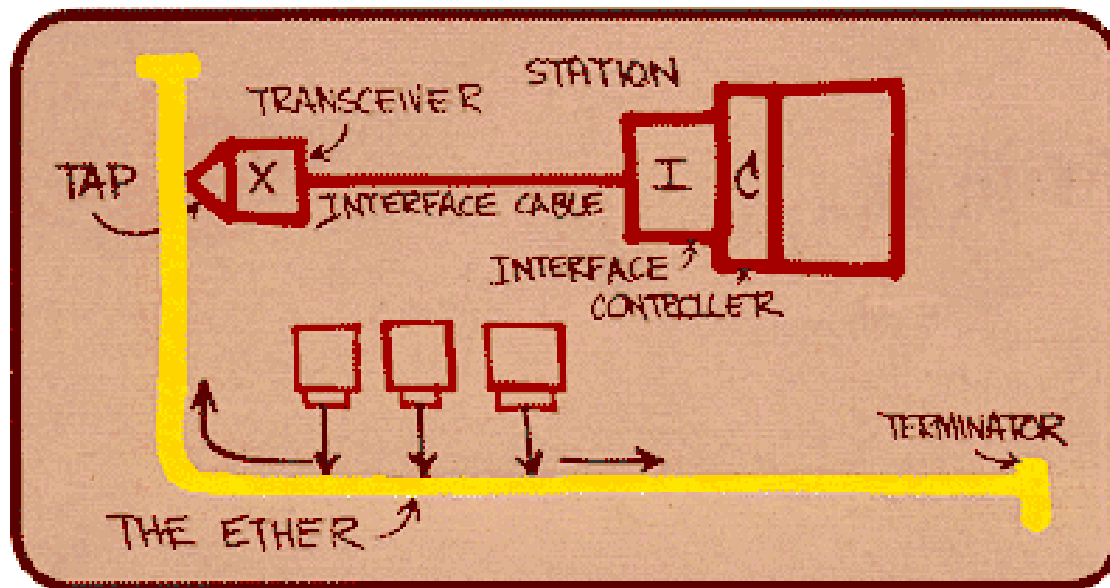 STATION
TRANSCEIVER
TAP
X
I
C
INTERFACE CABLE
INTERFACE
CONTROLLER
TERMINATOR
THE ETHER